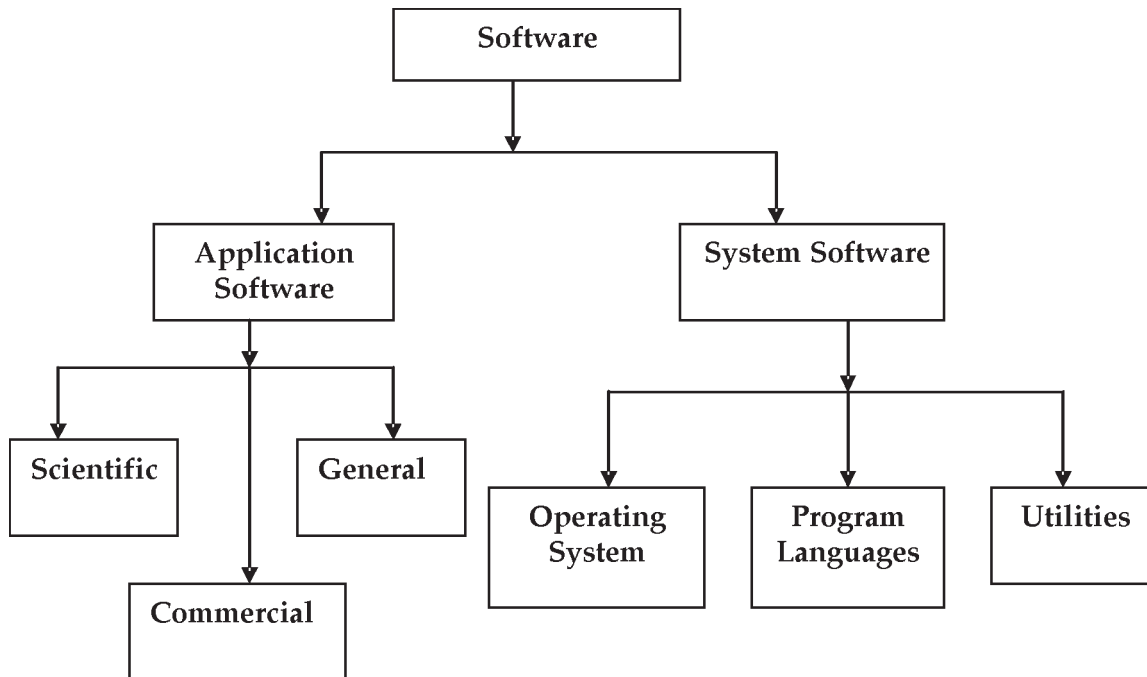 Software
Application
Software
System Software
Scientific
General
Commercial
Operating
System
Program
Languages
Utilities